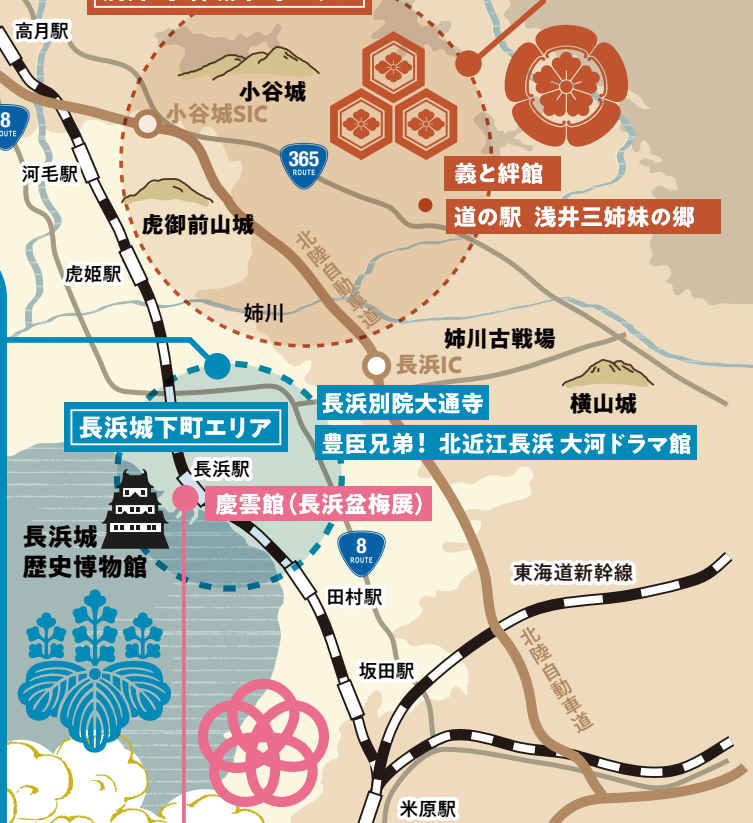 高月駅
小谷城
小谷城SIC
8
ROUTE
365
ROUTE
河毛駅
義と絆館
道の駅 浅井三姉妹の郷
虎御前山城
北陸自動車道
虎姫駅
姉川
姉川古戦場
長浜IC
横山城
長浜別院大通寺
長浜城下町エリア
豊臣兄弟！ 北近江長浜 大河ドラマ館
長浜駅
慶雲館（長浜盆梅展）
長浜城
歴史博物館
8
ROUTE
東海道新幹線
田村駅
北陸自動車道
坂田駅
米原駅